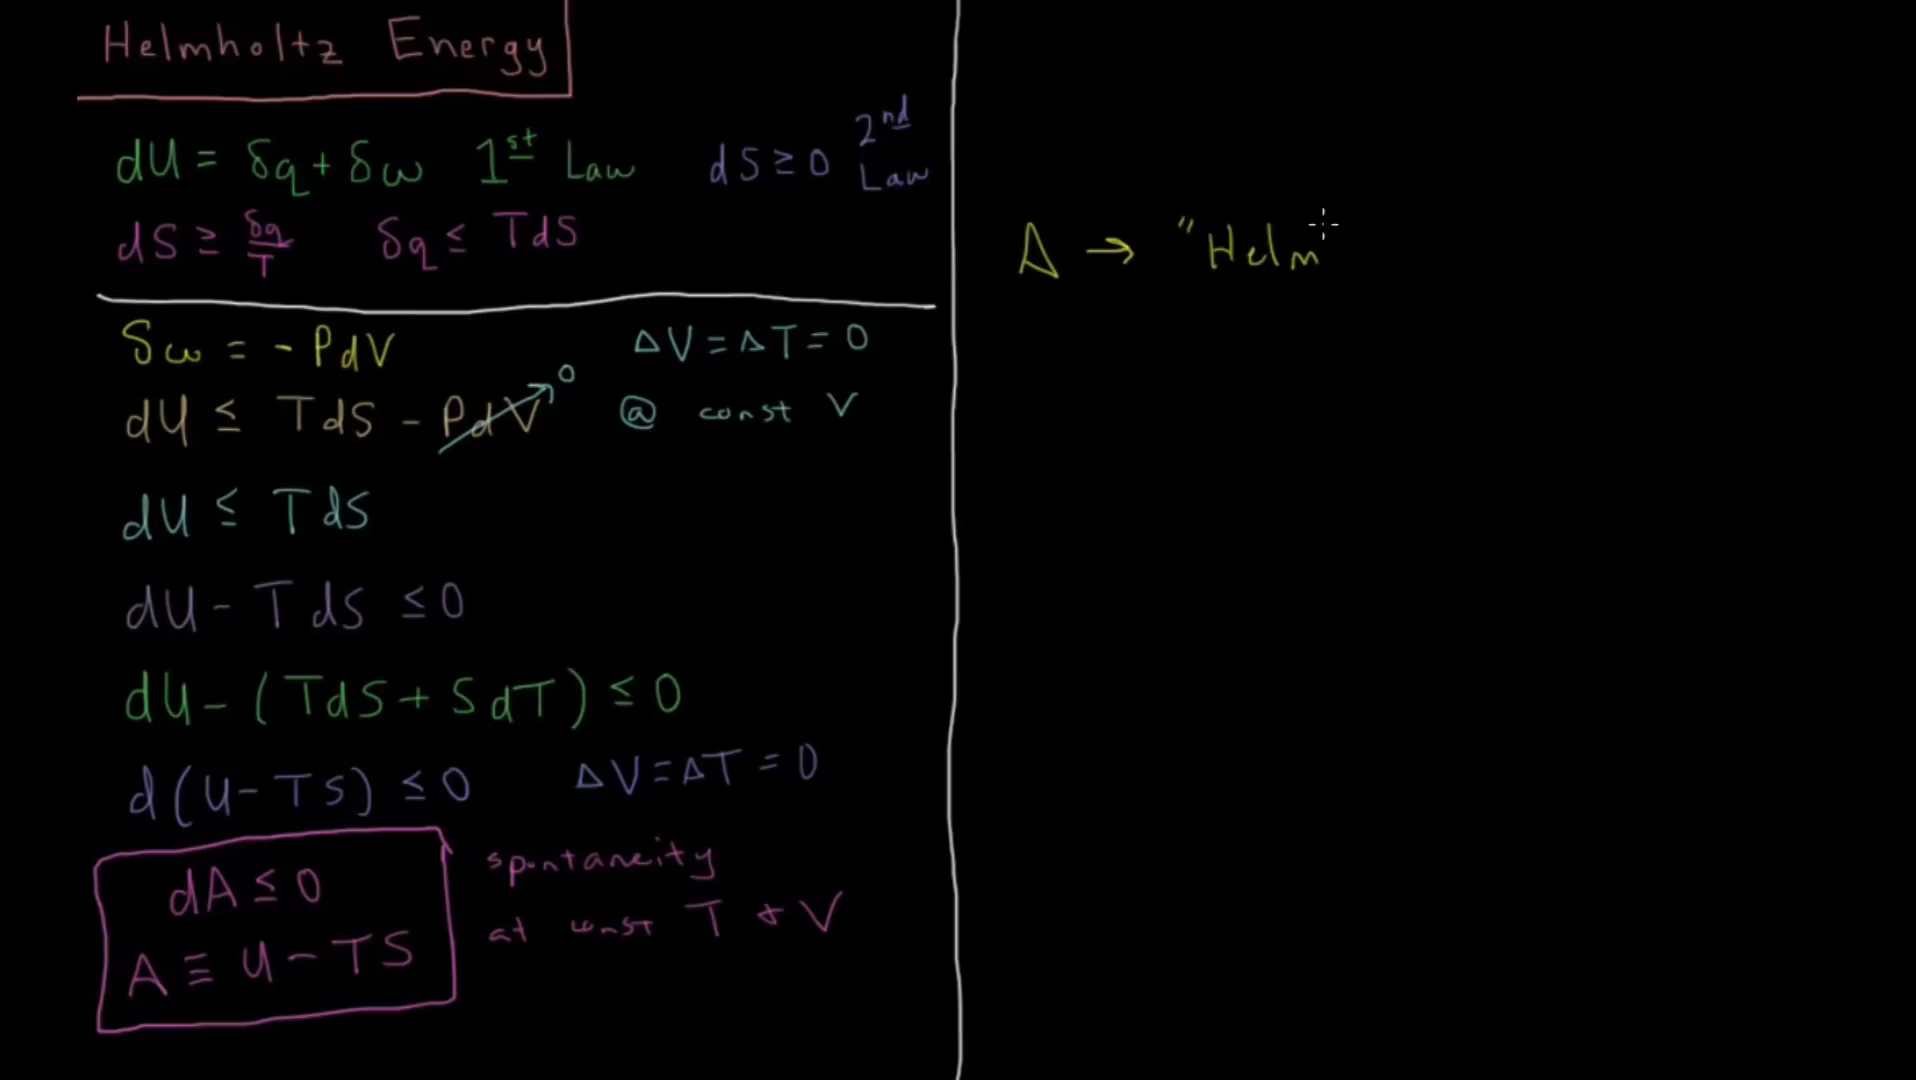 Helmholtz Energy
dU = δq + δw 1st Law dS ≥ 0 2nd Law
dS ≥ δq/T δq ≤ TdS
δw = - PdV ΔV = ΔT = 0
dU ≤ TdS - PdV → 0 @ const V
dU ≤ TdS
dU - TdS ≤ 0
dU - (TdS + SdT) ≤ 0
d(U - TS) ≤ 0 ΔV = ΔT = 0
dA ≤ 0 spontaneity
A ≡ U - TS at const T & V
A → "Helm